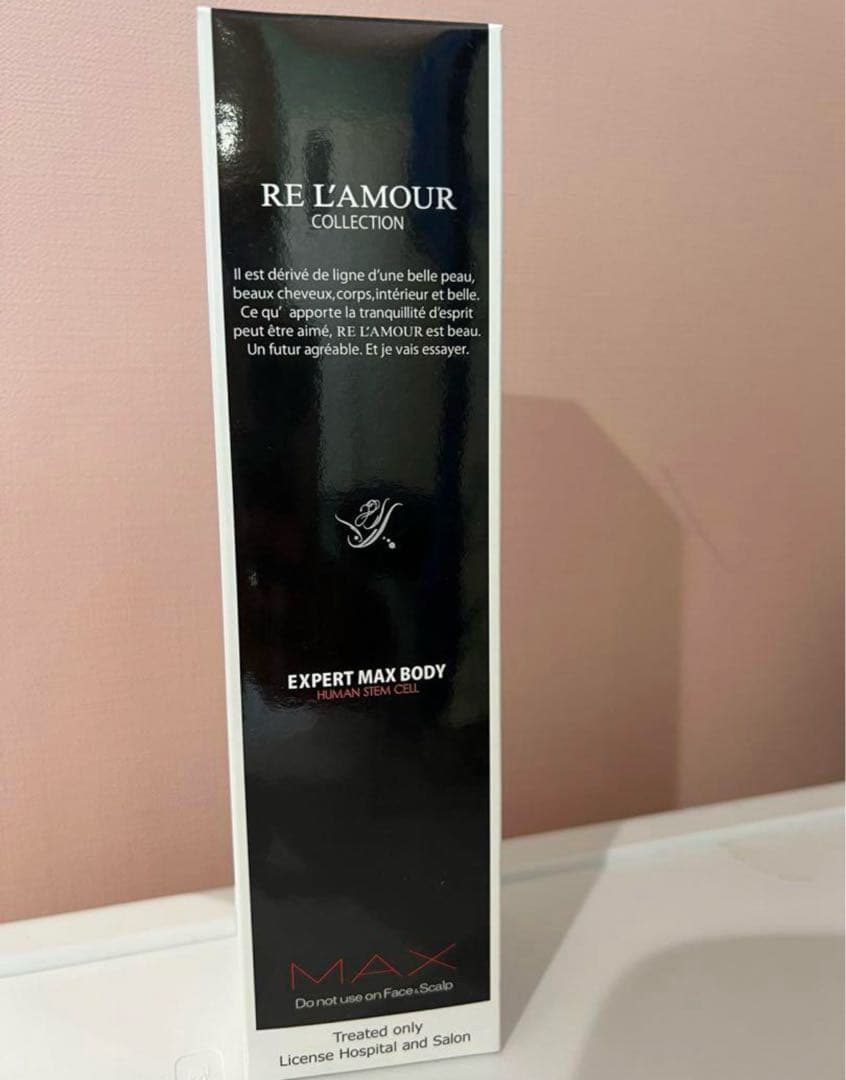 RE L'AMOUR
COLLECTION
Il est dérivé de ligne d'une belle peau,
beaux cheveux,corps,intérieur et belle.
Ce qu' apporte la tranquillité d'esprit
peut être aimé, RE L'AMOUR est beau.
Un futur agréable. Et je vais essayer.
EXPERT MAX BODY
HUMAN STEM CELL
MAX
Do not use on Face&Scalp
Treated only
License Hospital and Salon